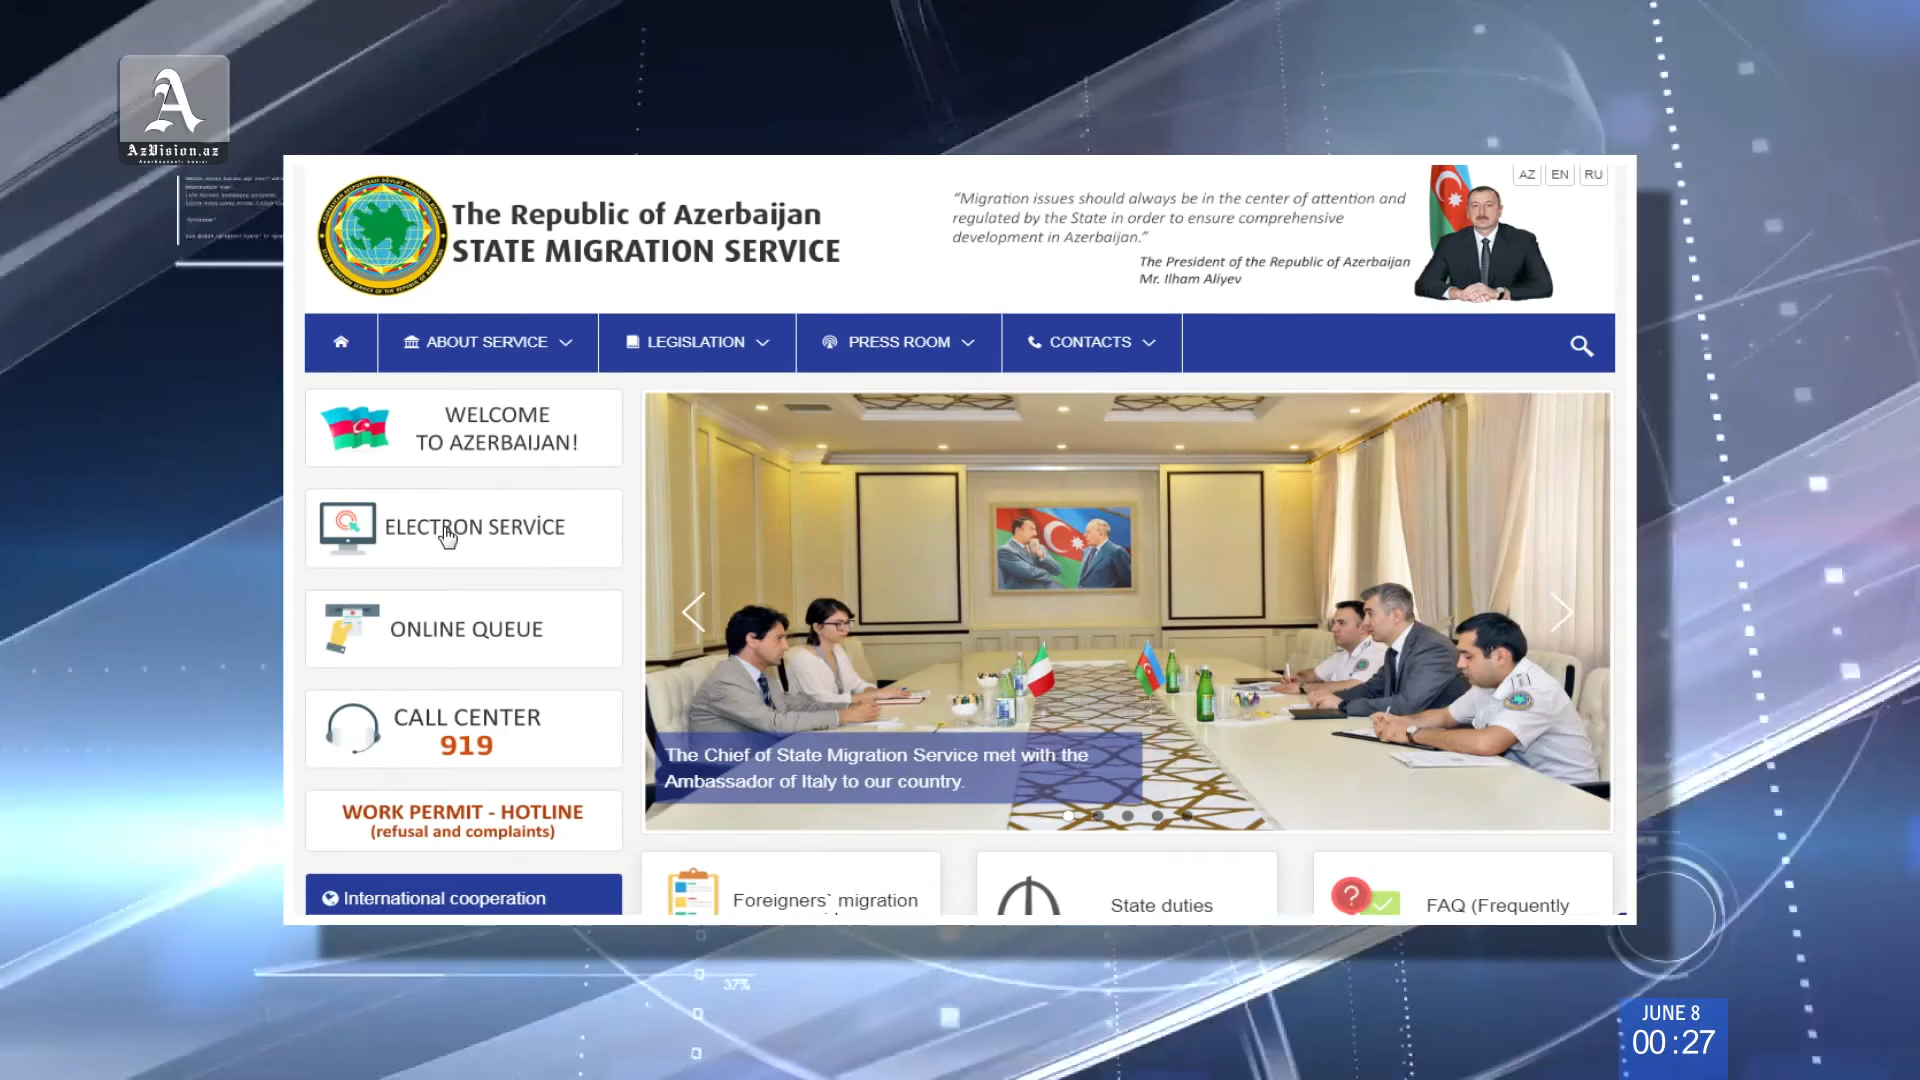 AzVision.az
The Republic of Azerbaijan
STATE MIGRATION SERVICE
“Migration issues should always be in the center of attention and
regulated by the State in order to ensure comprehensive
development in Azerbaijan.”
The President of the Republic of Azerbaijan
Mr. Ilham Aliyev
AZ EN RU
ABOUT SERVICE LEGISLATION PRESS ROOM CONTACTS
WELCOME
TO AZERBAIJAN!
ELECTRON SERVİCE
ONLINE QUEUE
CALL CENTER
919
WORK PERMIT - HOTLINE
(refusal and complaints)
International cooperation
The Chief of State Migration Service met with the
Ambassador of Italy to our country.
Foreigners` migration
State duties
FAQ (Frequently
37%
JUNE 8
00:27